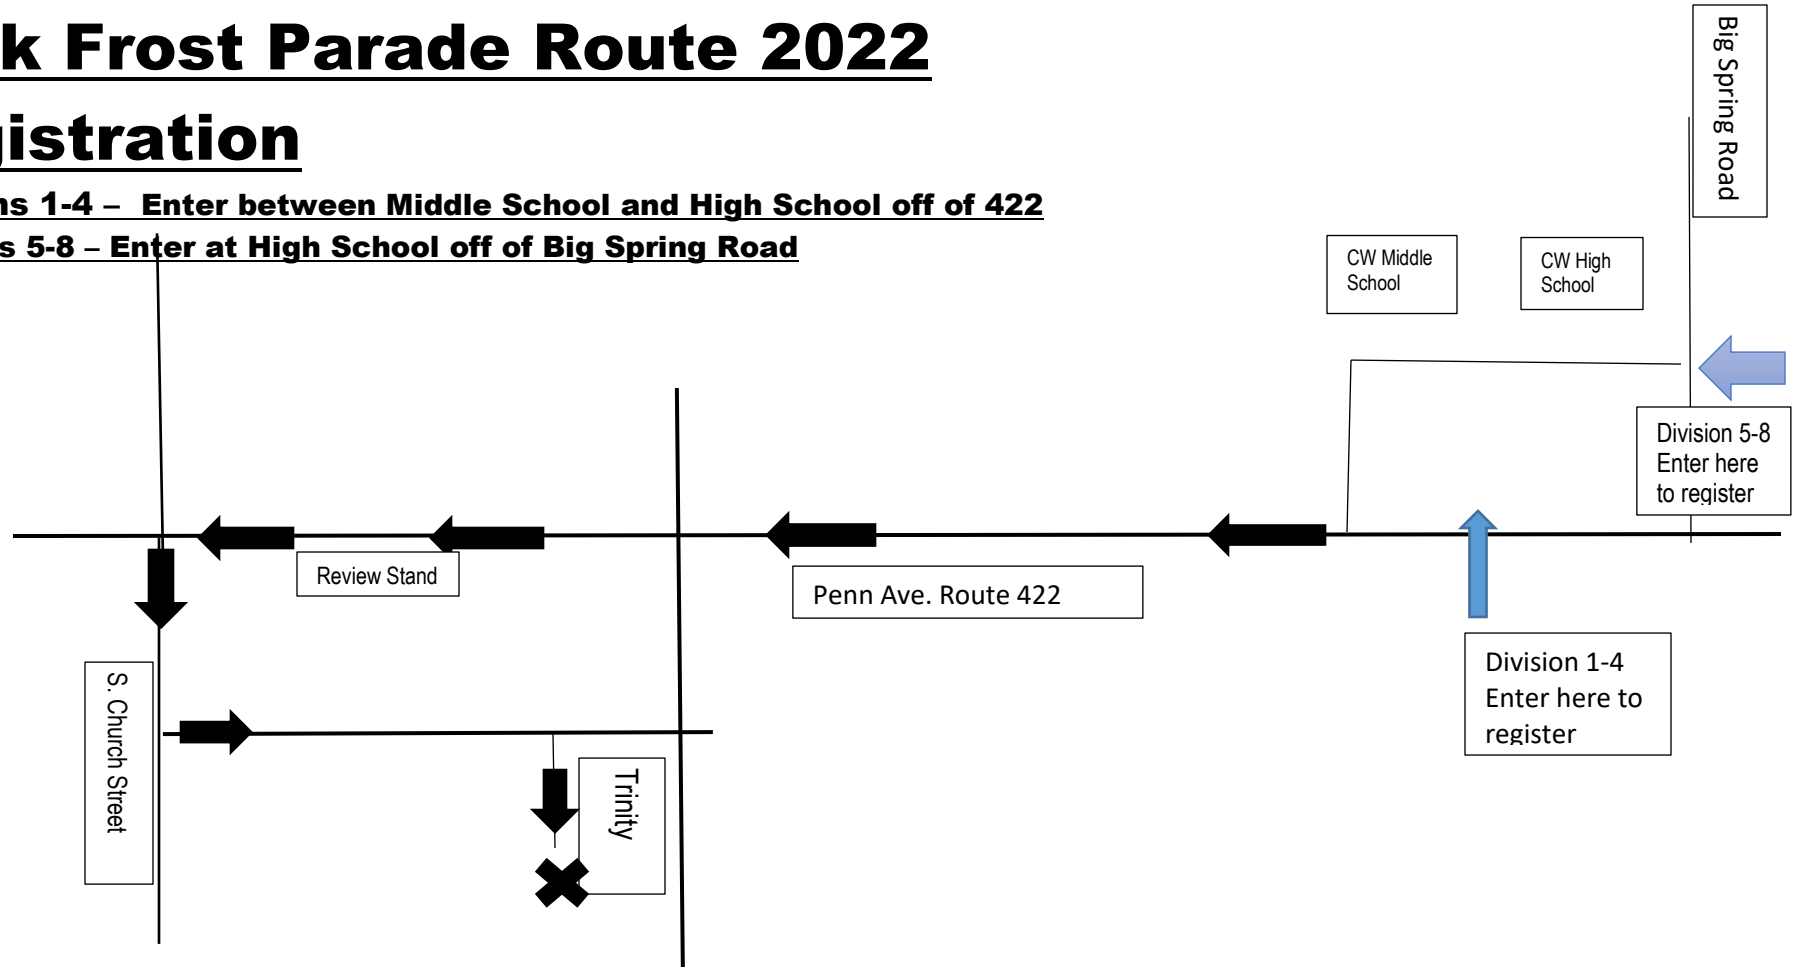 k Frost Parade Route 2022
gistration
ns 1-4 – Enter between Middle School and High School off of 422
s 5-8 – Enter at High School off of Big Spring Road
Big Spring Road
CW Middle
School
CW High
School
Division 5-8
Enter here
to register
Review Stand
Penn Ave. Route 422
Division 1-4
Enter here to
register
S. Church Street
Trinity